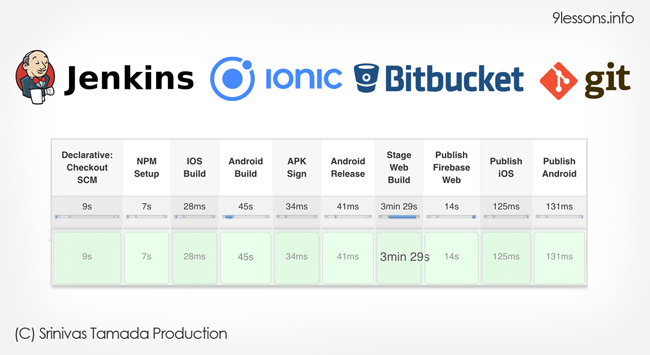 9lessons.info
Jenkins IONIC Bitbucket git
Declarative: Checkout SCM NPM Setup IOS Build Android Build APK Sign Android Release Stage Web Build Publish Firebase Web Publish iOS Publish Android
9s 7s 28ms 45s 34ms 41ms 3min 29s 14s 125ms 131ms
9s 7s 28ms 45s 34ms 41ms 3min 29s 14s 125ms 131ms
(C) Srinivas Tamada Production